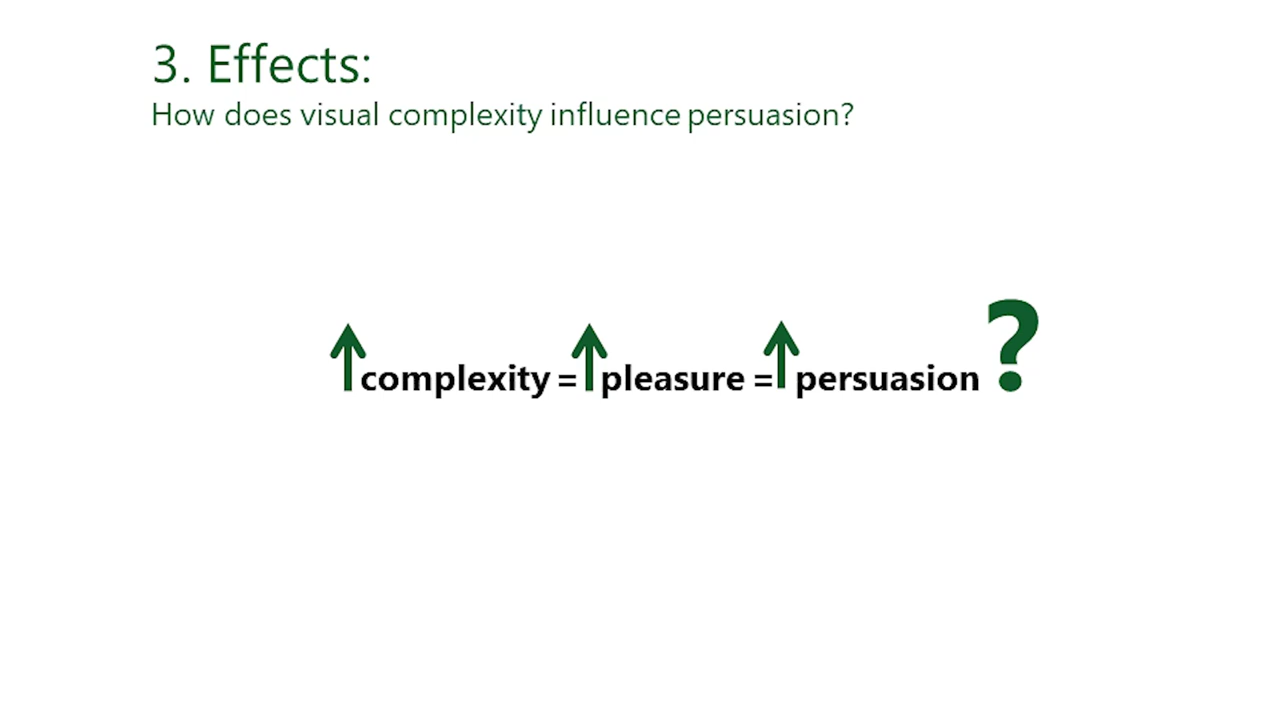 3. Effects:
How does visual complexity influence persuasion?
↑complexity =↑pleasure =↑persuasion?